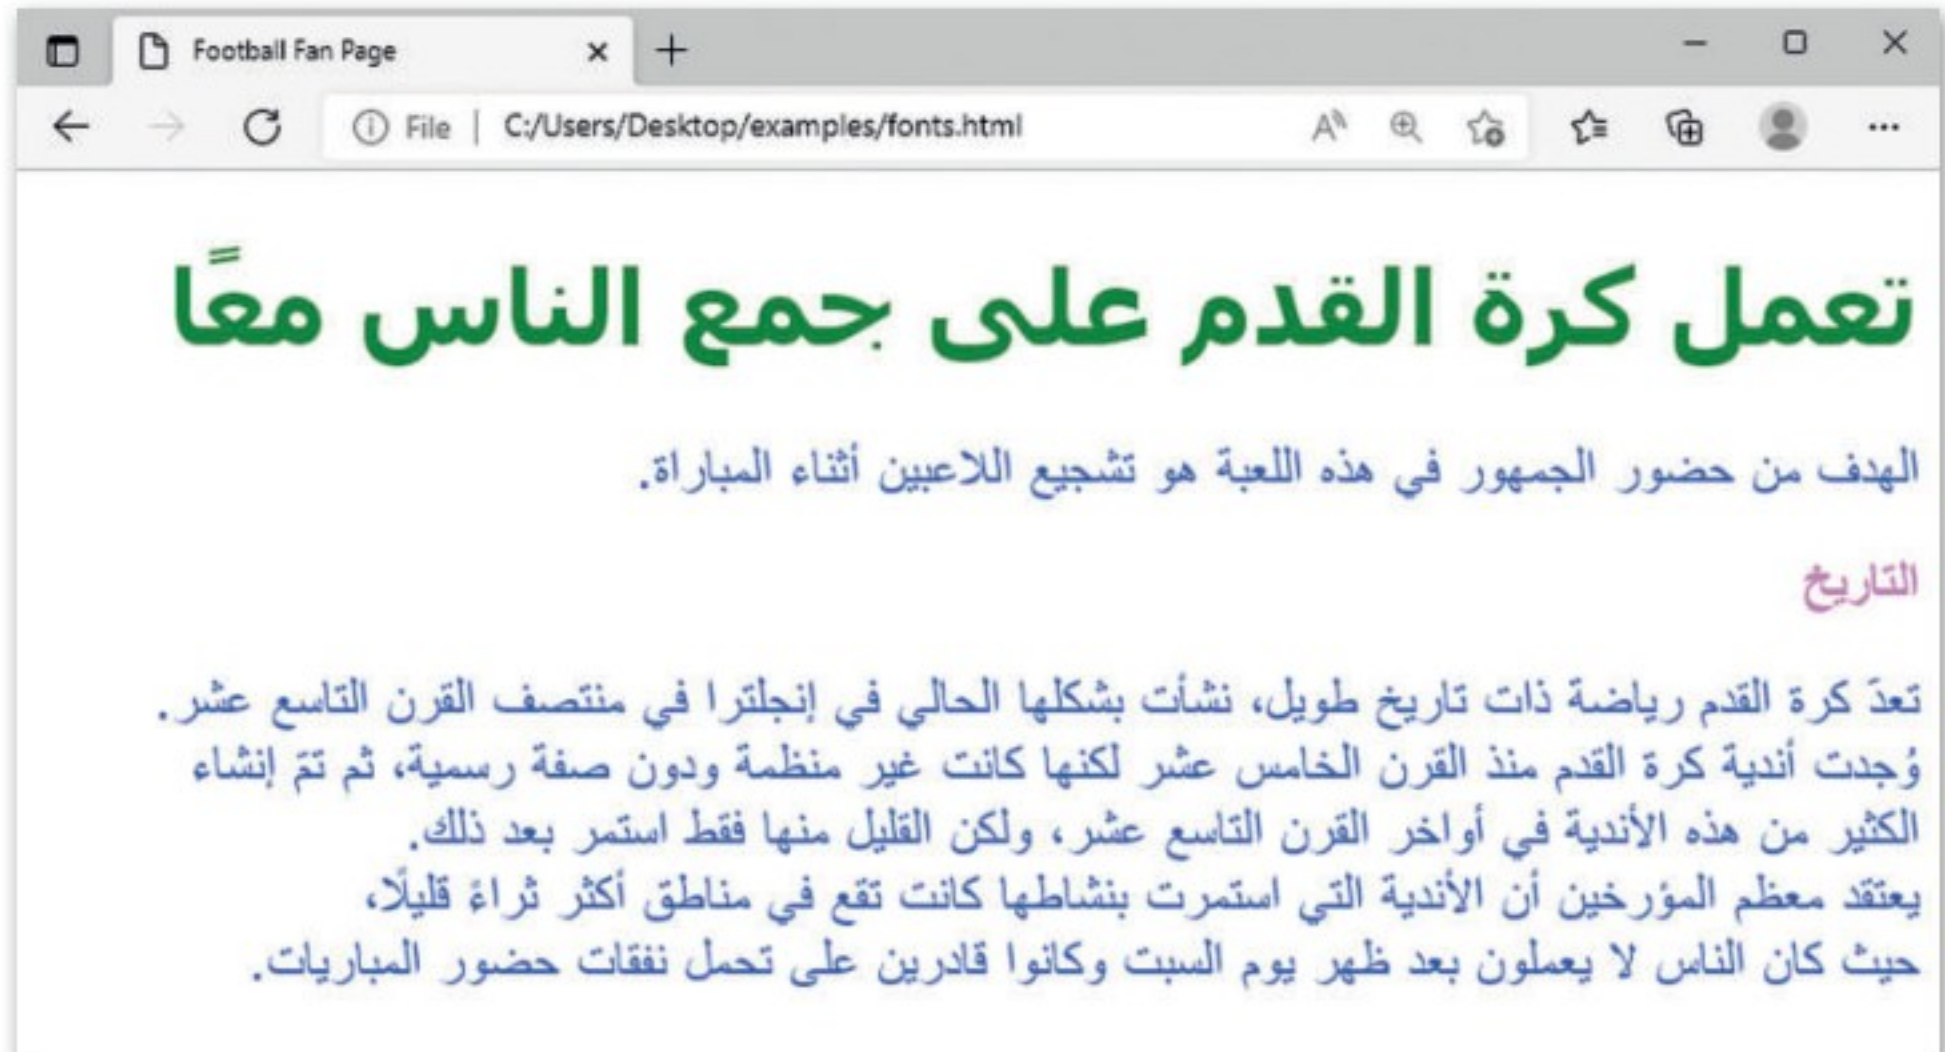 Football Fan Page
File | C:/Users/Desktop/examples/fonts.html
تعمل كرة القدم على جمع الناس معًا
الهدف من حضور الجمهور في هذه اللعبة هو تشجيع اللاعبين أثناء المباراة.
التاريخ
تعدّ كرة القدم رياضة ذات تاريخ طويل، نشأت بشكلها الحالي في إنجلترا في منتصف القرن التاسع عشر.
وُجدت أندية كرة القدم منذ القرن الخامس عشر لكنها كانت غير منظمة ودون صفة رسمية، ثم تمّ إنشاء
الكثير من هذه الأندية في أواخر القرن التاسع عشر، ولكن القليل منها فقط استمر بعد ذلك.
يعتقد معظم المؤرخين أن الأندية التي استمرت بنشاطها كانت تقع في مناطق أكثر ثراءً قليلًا،
حيث كان الناس لا يعملون بعد ظهر يوم السبت وكانوا قادرين على تحمل نفقات حضور المباريات.